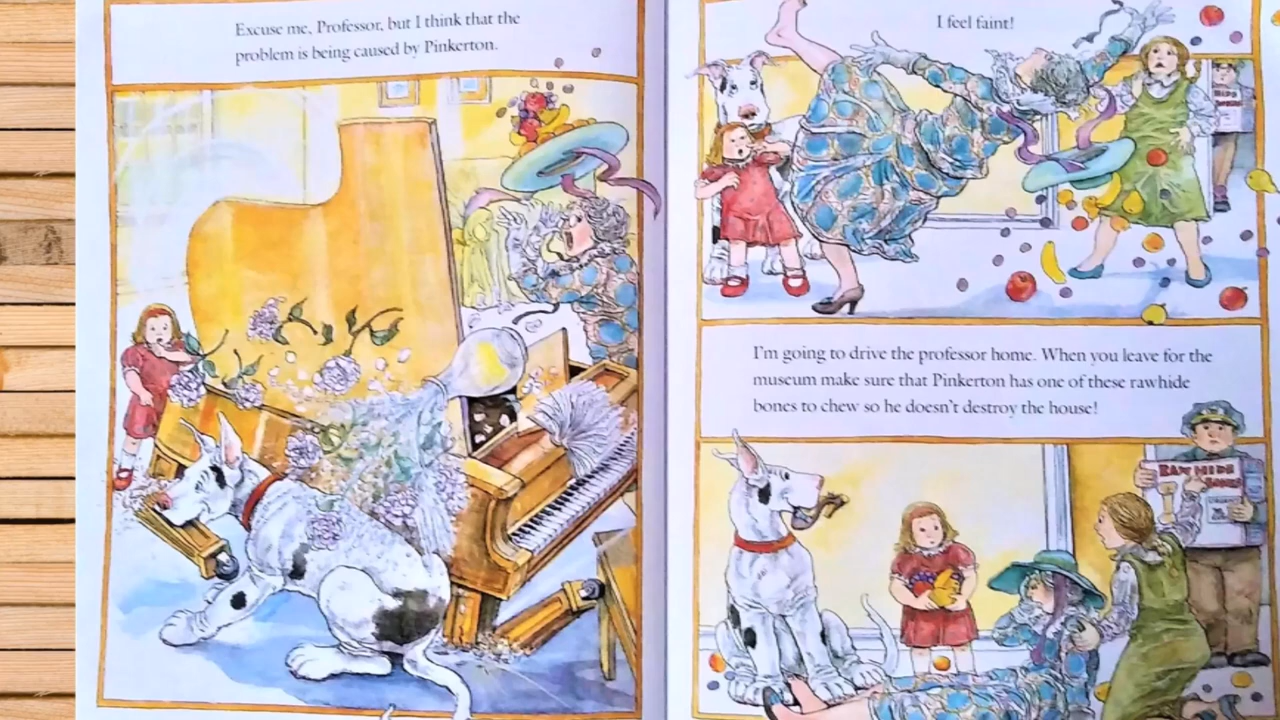 Excuse me, Professor, but I think that the
problem is being caused by Pinkerton.
I feel faint!
I'm going to drive the professor home. When you leave for the
museum make sure that Pinkerton has one of these rawhide
bones to chew so he doesn't destroy the house!
RAW HIDE
BONES